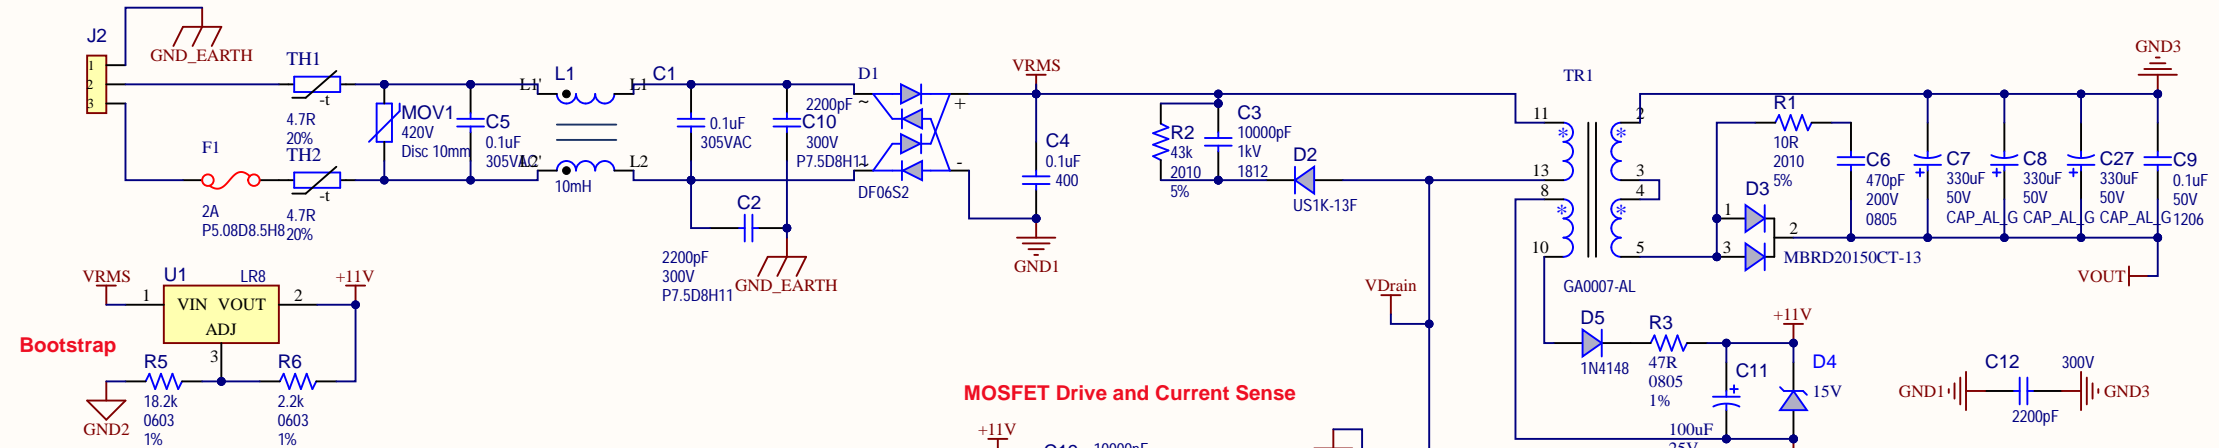 J2
1
2
3
GND_EARTH
TH1
-t
4.7R
20%
F1
2A
P5.08D8.5H8
TH2
-t
4.7R
20%
MOV1
420V
Disc 10mm
C5
0.1uF
305VAC
L1'
L1
L1
L2'
L2
10mH
C1
0.1uF
305VAC
2200pF
C10
300V
P7.5D8H11
C2
2200pF
300V
P7.5D8H11
GND_EARTH
D1
~
~
+
-
DF06S2
VRMS
C4
0.1uF
400
GND1
R2
43k
2010
5%
C3
10000pF
1kV
1812
D2
US1K-13F
VDrain
TR1
11
13
8
10
2
3
4
5
*
*
*
*
GA0007-AL
R1
10R
2010
5%
D3
1
3
2
MBRD20150CT-13
C6
470pF
200V
0805
C7
330uF
50V
CAP_AL_G
C8
330uF
50V
CAP_AL_G
C27
330uF
50V
CAP_AL_G
C9
0.1uF
50V
1206
GND3
VOUT
VRMS
U1
LR8
+11V
1
VIN VOUT
2
ADJ
3
Bootstrap
R5
18.2k
0603
1%
R6
2.2k
0603
1%
GND2
D5
1N4148
R3
47R
0805
1%
+11V
C11
100uF
25V
D4
15V
C12
300V
GND1
GND3
2200pF
MOSFET Drive and Current Sense
+11V